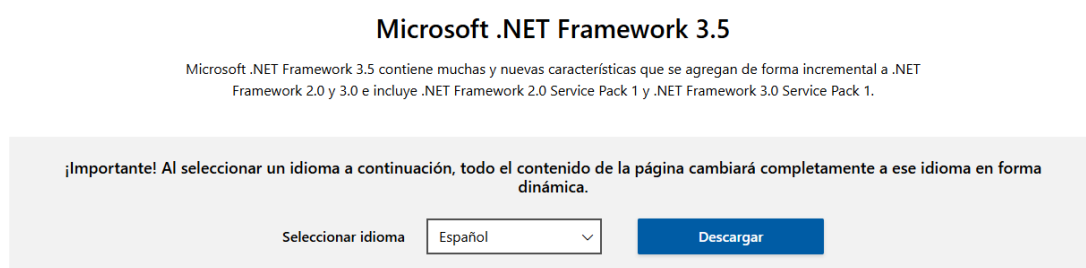 Microsoft .NET Framework 3.5
Microsoft .NET Framework 3.5 contiene muchas y nuevas características que se agregan de forma incremental a .NET
Framework 2.0 y 3.0 e incluye .NET Framework 2.0 Service Pack 1 y .NET Framework 3.0 Service Pack 1.
¡Importante! Al seleccionar un idioma a continuación, todo el contenido de la página cambiará completamente a ese idioma en forma
dinámica.
Seleccionar idioma Español Descargar